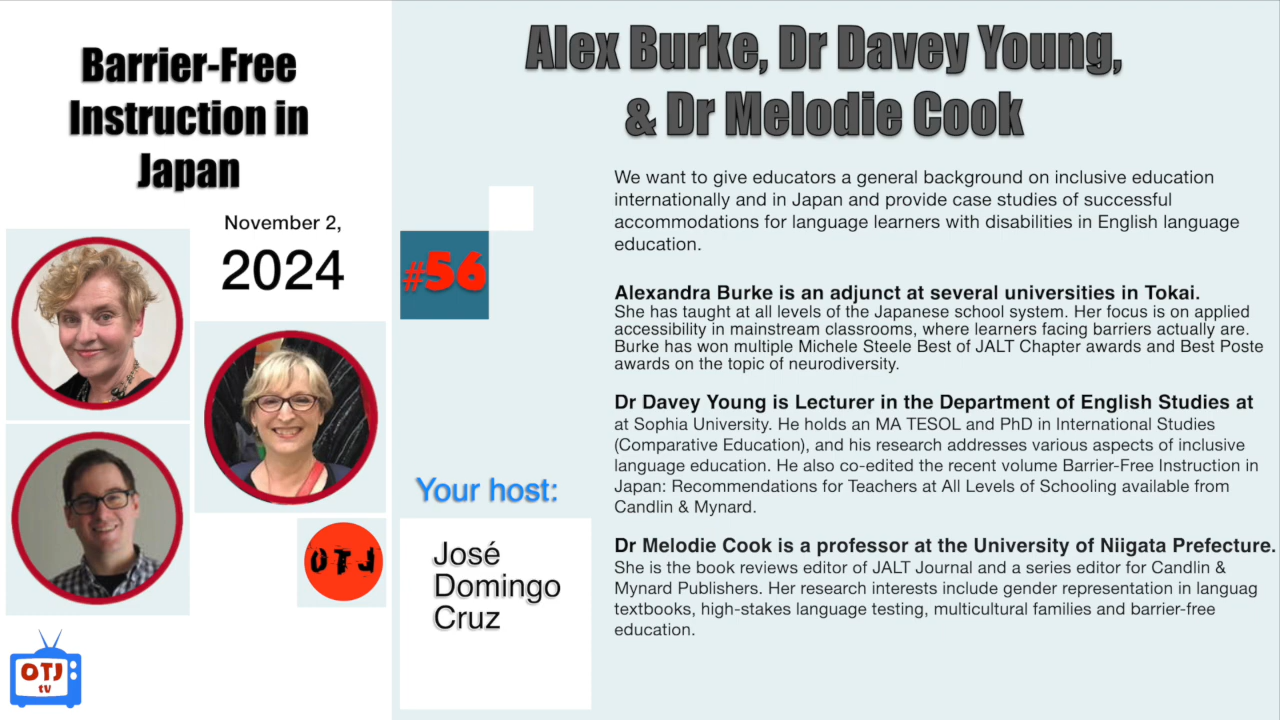 Barrier-Free
Instruction in
Japan
November 2,
2024
#56
Your host:
José
Domingo
Cruz
OTJ
OTJ
tv
Alex Burke, Dr Davey Young,
& Dr Melodie Cook
We want to give educators a general background on inclusive education
internationally and in Japan and provide case studies of successful
accommodations for language learners with disabilities in English language
education.
Alexandra Burke is an adjunct at several universities in Tokai.
She has taught at all levels of the Japanese school system. Her focus is on applied
accessibility in mainstream classrooms, where learners facing barriers actually are.
Burke has won multiple Michele Steele Best of JALT Chapter awards and Best Poste
awards on the topic of neurodiversity.
Dr Davey Young is Lecturer in the Department of English Studies at
at Sophia University. He holds an MA TESOL and PhD in International Studies
(Comparative Education), and his research addresses various aspects of inclusive
language education. He also co-edited the recent volume Barrier-Free Instruction in
Japan: Recommendations for Teachers at All Levels of Schooling available from
Candlin & Mynard.
Dr Melodie Cook is a professor at the University of Niigata Prefecture.
She is the book reviews editor of JALT Journal and a series editor for Candlin &
Mynard Publishers. Her research interests include gender representation in languag
textbooks, high-stakes language testing, multicultural families and barrier-free
education.